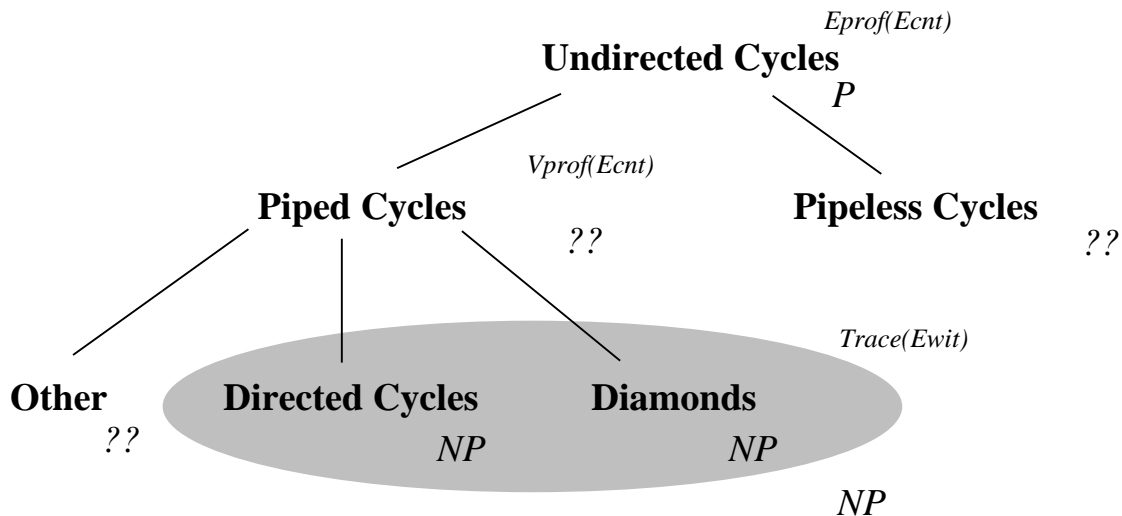 Eprof(Ecnt)
Undirected Cycles
P
Vprof(Ecnt)
Piped Cycles
Pipeless Cycles
??
??
Trace(Ewit)
Other
Directed Cycles
Diamonds
??
NP
NP
NP